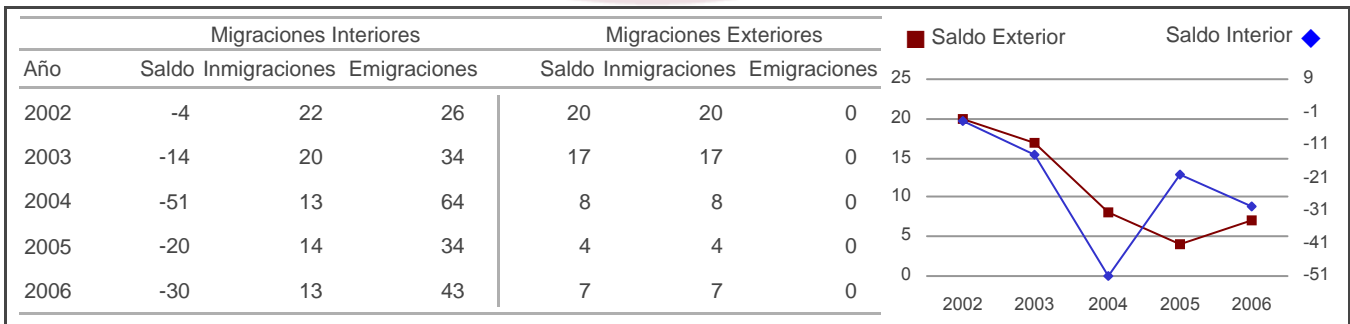 Migraciones Interiores Migraciones Exteriores
Año Saldo Inmigraciones Emigraciones Saldo Inmigraciones Emigraciones
2002 -4 22 26 20 20 0
2003 -14 20 34 17 17 0
2004 -51 13 64 8 8 0
2005 -20 14 34 4 4 0
2006 -30 13 43 7 7 0
Saldo Exterior Saldo Interior
25 9
20 -1
15 -11
10 -21
5 -31
0 -41
-51
2002 2003 2004 2005 2006